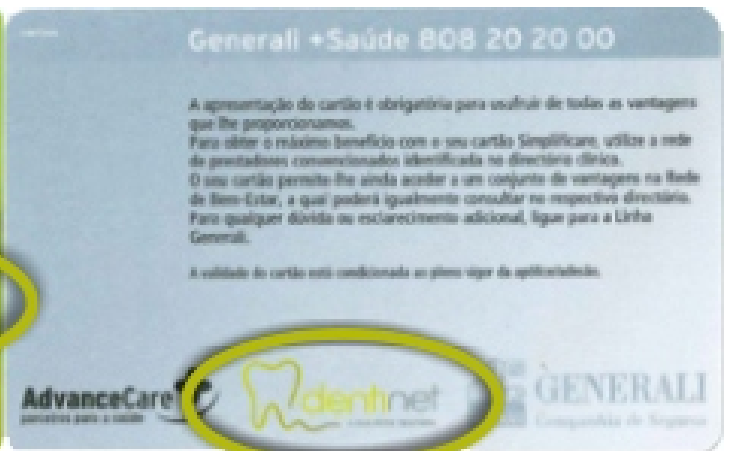 Generali +Saúde 808 20 20 00
A apresentação do cartão é obrigatória para usufruir de todas as vantagens
que lhe proporcionamos.
Para obter o máximo benefício com o seu cartão Simplificare, utilize a rede
de prestadores convencionados identificada no directório clínico.
O seu cartão permite-lhe ainda aceder a um conjunto de vantagens na Rede
de Bem-Estar, a qual poderá igualmente consultar no respectivo directório.
Para qualquer dúvida ou esclarecimento adicional, ligue para a Linha
Generali.
A validade do cartão está condicionada ao pleno vigor da
AdvanceCare
parceiros para a saúde
dentinet
GENERALI
Companhia de Seguros